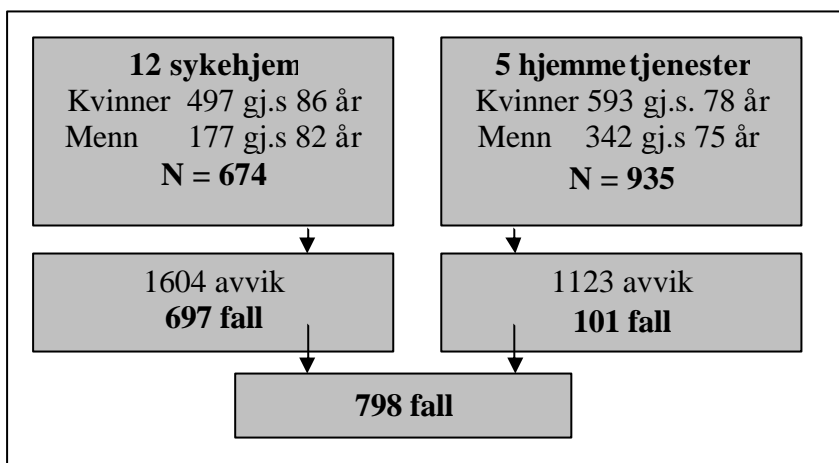 12 sykehjem
Kvinner 497 gj.s 86 år
Menn 177 gj.s 82 år
N = 674
5 hjemmetjenester
Kvinner 593 gj.s. 78 år
Menn 342 gj.s 75 år
N = 935
1604 avvik
697 fall
1123 avvik
101 fall
798 fall